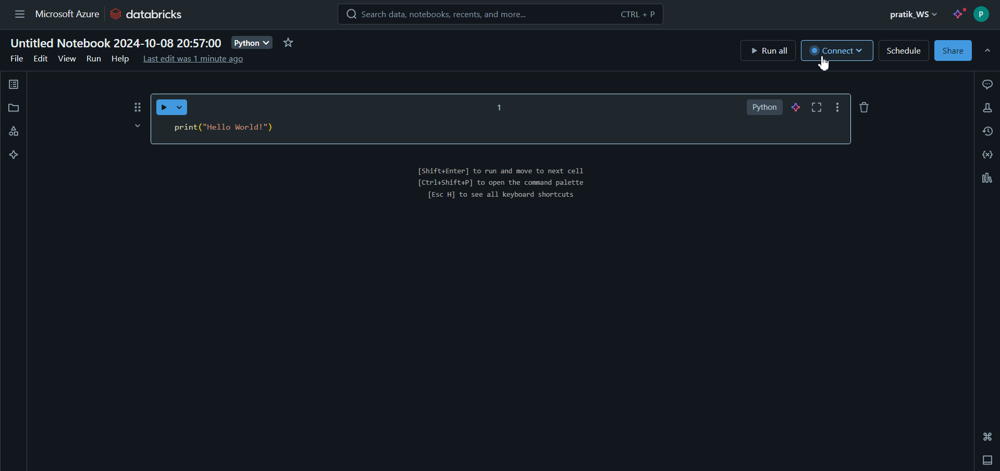 Microsoft Azure databricks Search data, notebooks, recents, and more... CTRL + P pratik_WS P
Untitled Notebook 2024-10-08 20:57:00 Python
File Edit View Run Help Last edit was 1 minute ago
Run all Connect Schedule Share
1 Python
print("Hello World!")
[Shift+Enter] to run and move to next cell
[Ctrl+Shift+P] to open the command palette
[Esc H] to see all keyboard shortcuts